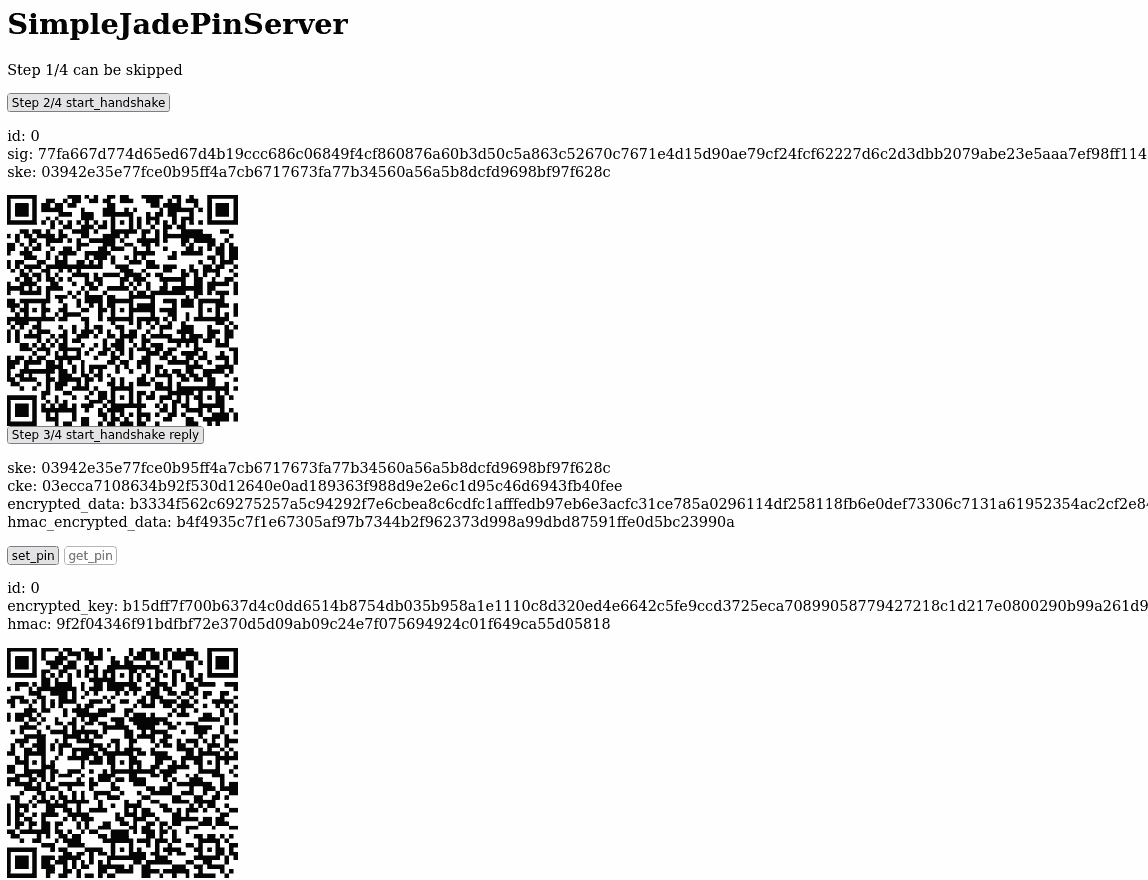 SimpleJadePinServer
Step 1/4 can be skipped
Step 2/4 start_handshake
id: 0
sig: 77fa667d774d65ed67d4b19ccc686c06849f4cf860876a60b3d50c5a863c52670c7671e4d15d90ae79cf24fcf62227d6c2d3dbb2079abe23e5aaa7ef98ff114
ske: 03942e35e77fce0b95ff4a7cb6717673fa77b34560a56a5b8dcfd9698bf97f628c
Step 3/4 start_handshake reply
ske: 03942e35e77fce0b95ff4a7cb6717673fa77b34560a56a5b8dcfd9698bf97f628c
cke: 03ecca7108634b92f530d12640e0ad189363f988d9e2e6c1d95c46d6943fb40fee
encrypted_data: b3334f562c69275257a5c94292f7e6cbea8c6cdfc1afffedb97eb6e3acfc31ce785a0296114df258118fb6e0def73306c7131a61952354ac2cf2e84
hmac_encrypted_data: b4f4935c7f1e67305af97b7344b2f962373d998a99dbd87591ffe0d5bc23990a
set_pin get_pin
id: 0
encrypted_key: b15dff7f700b637d4c0dd6514b8754db035b958a1e1110c8d320ed4e6642c5fe9ccd3725eca70899058779427218c1d217e0800290b99a261d9
hmac: 9f2f04346f91bdfbf72e370d5d09ab09c24e7f075694924c01f649ca55d05818